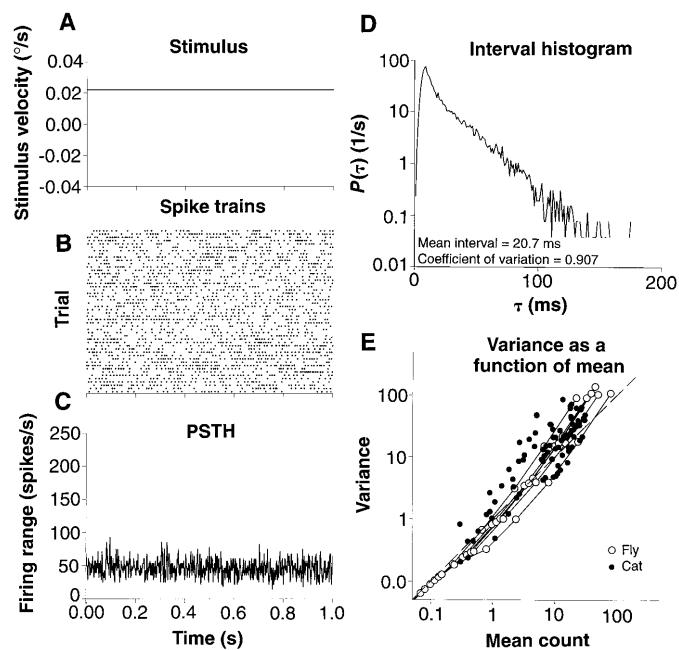 A
Stimulus
Stimulus velocity (°/s)
0.04
0.02
0.00
-0.02
-0.04
Spike trains
B
Trial
C
PSTH
Firing range (spikes/s)
250
200
150
100
50
0
0.00
0.2
0.4
0.6
0.8
1.0
Time (s)
D
Interval histogram
P(τ) (1/s)
100
10
1
0.1
0.01
Mean interval = 20.7 ms
Coefficient of variation = 0.907
0
100
200
τ (ms)
E
Variance as a
function of mean
Variance
100
10
1
0.0
Fly
Cat
0.1
1
10
100
Mean count